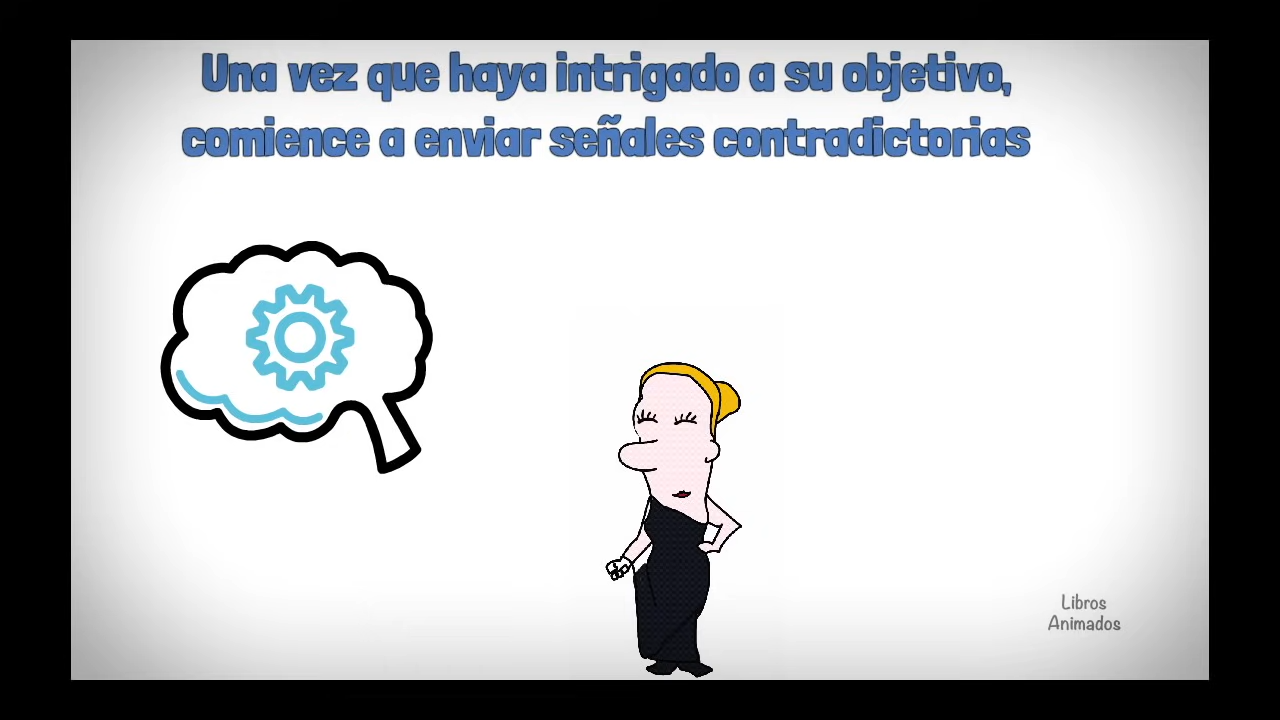 Una vez que haya intrigado a su objetivo,
comience a enviar señales contradictorias
Libros
Animados